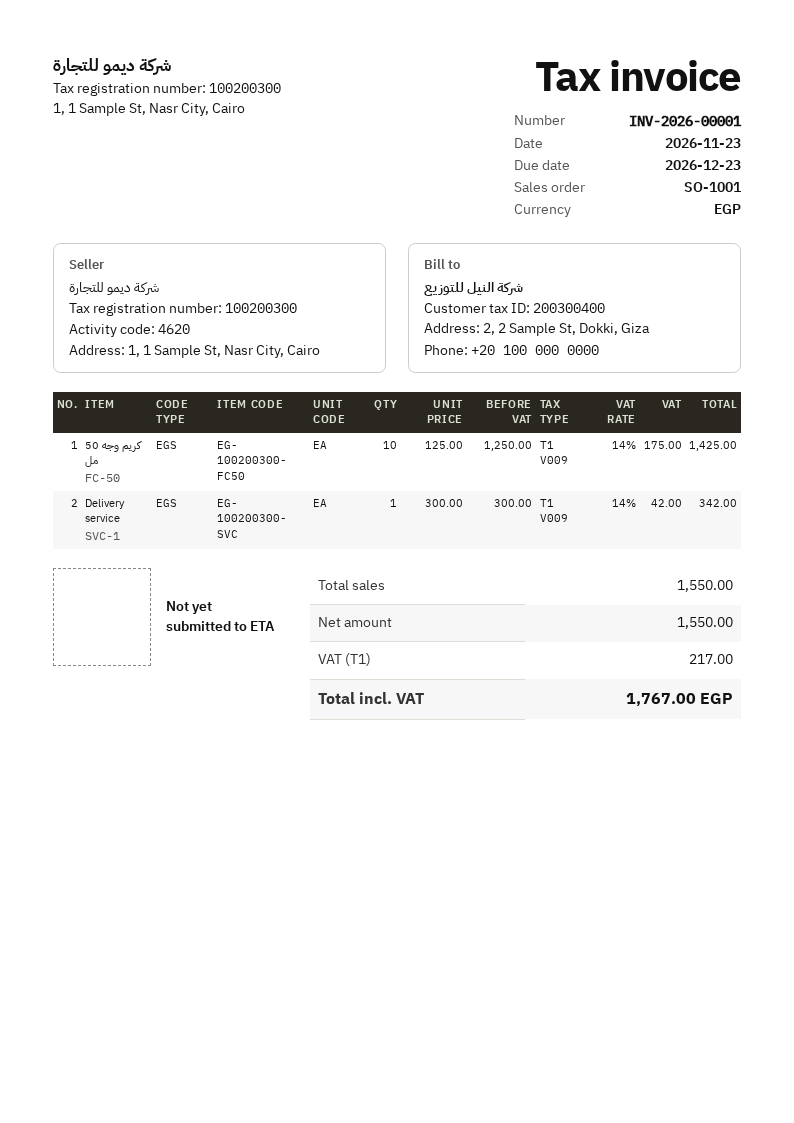 شركة ديمو للتجارة
Tax registration number: 100200300
1, 1 Sample St, Nasr City, Cairo
Tax invoice
Number INV-2026-00001
Date 2026-11-23
Due date 2026-12-23
Sales order SO-1001
Currency EGP
Seller
شركة ديمو للتجارة
Tax registration number: 100200300
Activity code: 4620
Address: 1, 1 Sample St, Nasr City, Cairo
Bill to
شركة النيل للتوزيع
Customer tax ID: 200300400
Address: 2, 2 Sample St, Dokki, Giza
Phone: +20 100 000 0000
NO. ITEM CODE TYPE ITEM CODE UNIT CODE QTY UNIT PRICE BEFORE VAT TAX TYPE VAT RATE VAT TOTAL
1 كريم وجه 50 مل FC-50 EGS EG-100200300-FC50 EA 10 125.00 1,250.00 T1 V009 14% 175.00 1,425.00
2 Delivery service SVC-1 EGS EG-100200300-SVC EA 1 300.00 300.00 T1 V009 14% 42.00 342.00
Not yet
submitted to ETA
Total sales 1,550.00
Net amount 1,550.00
VAT (T1) 217.00
Total incl. VAT 1,767.00 EGP